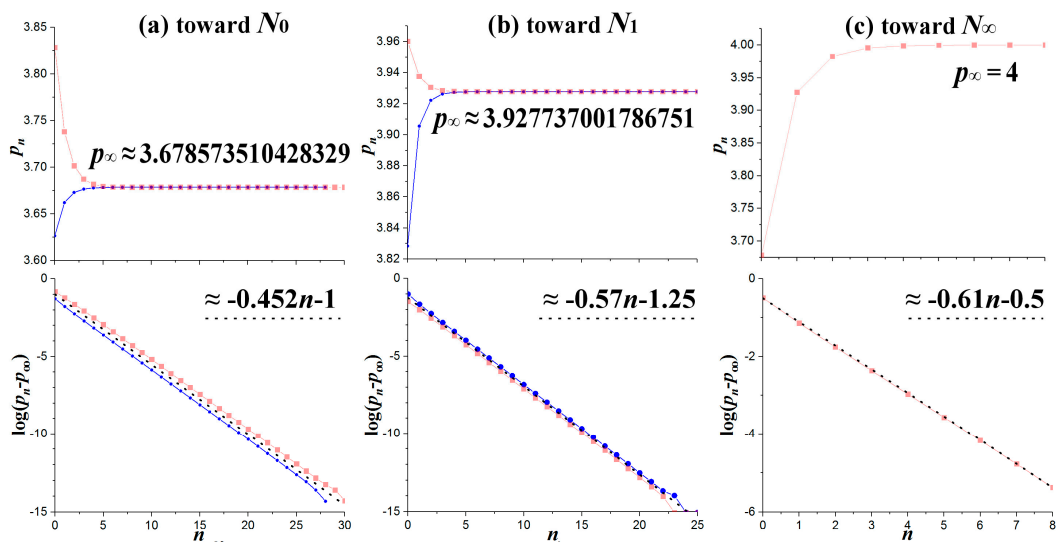 (a) toward N0
(b) toward N1
(c) toward N∞
3.85
3.80
3.75
3.70
3.65
3.60
pn
p∞ ≈ 3.678573510428329
3.96
3.94
3.92
3.90
3.88
3.86
3.84
3.82
pn
p∞ ≈ 3.927737001786751
4.00
3.95
3.90
3.85
3.80
3.75
3.70
pn
p∞ = 4
0
-5
-10
-15
log(pn-p∞)
≈ -0.452n-1
0 5 10 15 20 25 30
n
0
-5
-10
-15
log(pn-p∞)
≈ -0.57n-1.25
0 5 10 15 20 25
n
0
-2
-4
-6
log(pn-p∞)
≈ -0.61n-0.5
0 1 2 3 4 5 6 7 8
n